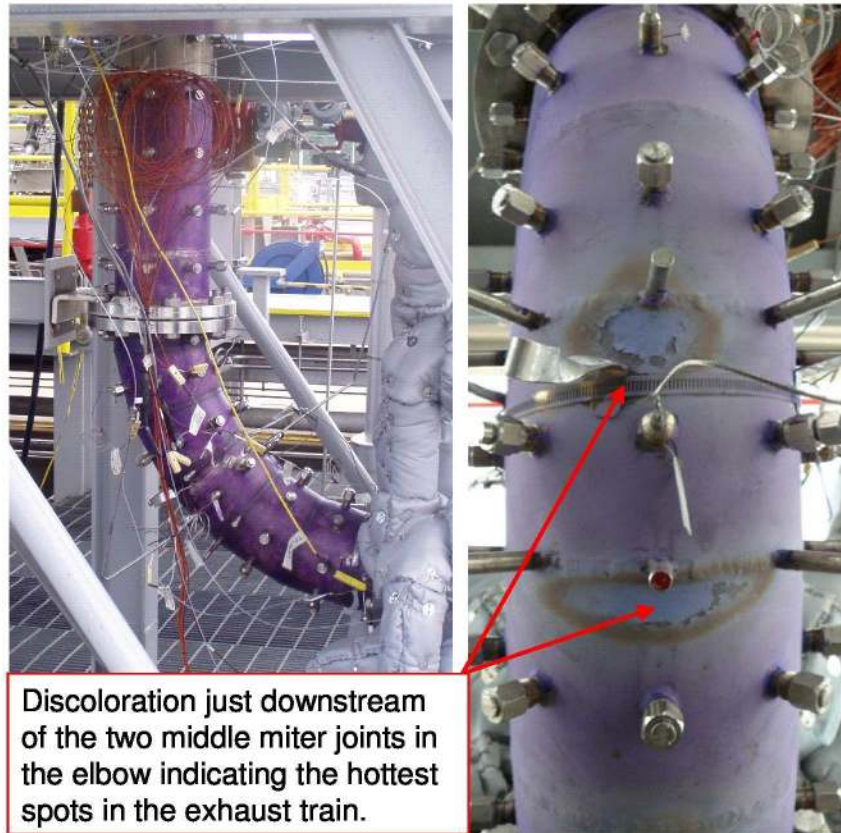 Discoloration just downstream
of the two middle miter joints in
the elbow indicating the hottest
spots in the exhaust train.